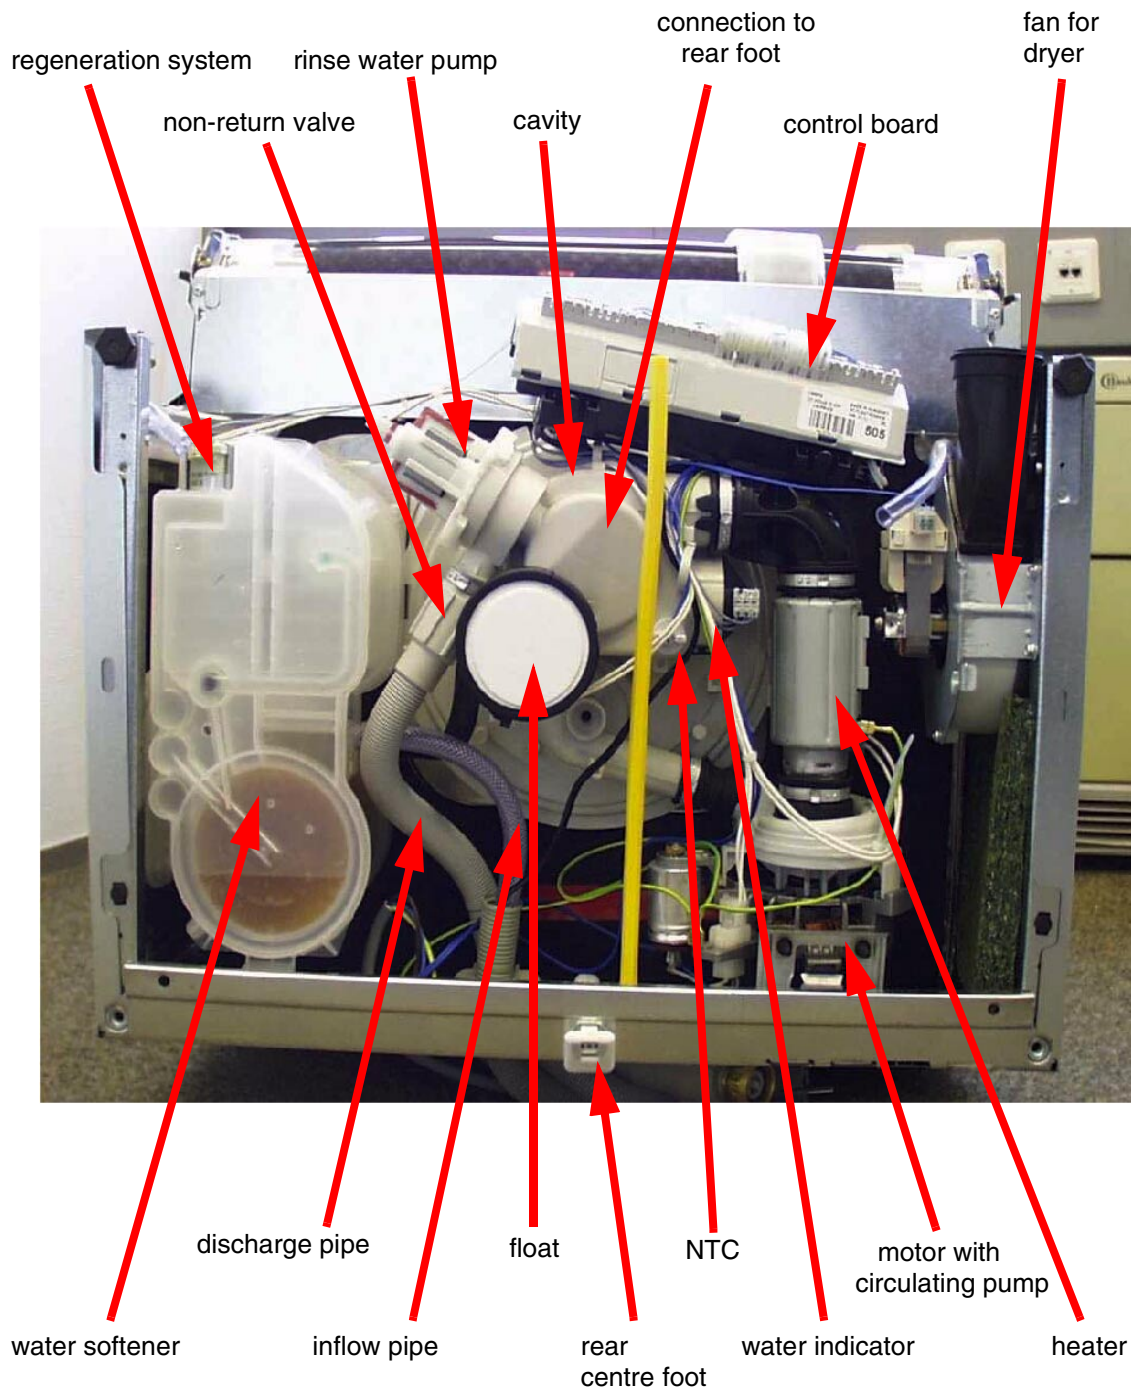 connection to
rear foot
fan for
dryer
regeneration system
rinse water pump
non-return valve
cavity
control board
505
discharge pipe
float
NTC
motor with
circulating pump
water softener
inflow pipe
rear
centre foot
water indicator
heater